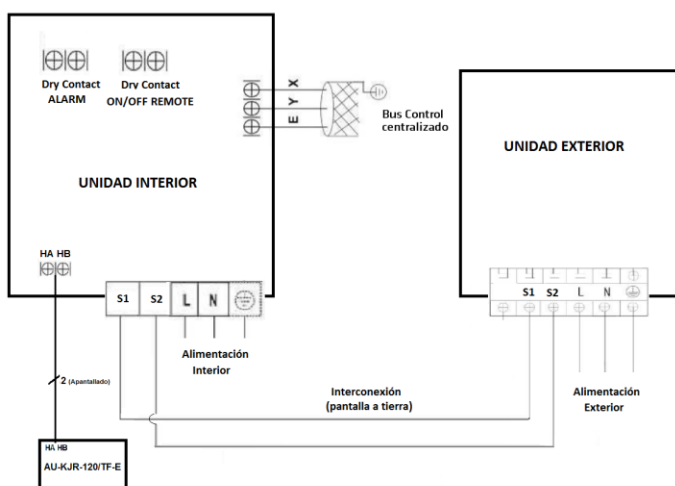 Dry Contact
ALARM
Dry Contact
ON/OFF REMOTE
X
Y
E
Bus Control
centralizado
UNIDAD INTERIOR
UNIDAD EXTERIOR
HA HB
S1 S2 L N
S1 S2 L N
Alimentación
Interior
Interconexión
(pantalla a tierra)
Alimentación
Exterior
2 (Apantallado)
HA HB
AU-KJR-120/TF-E